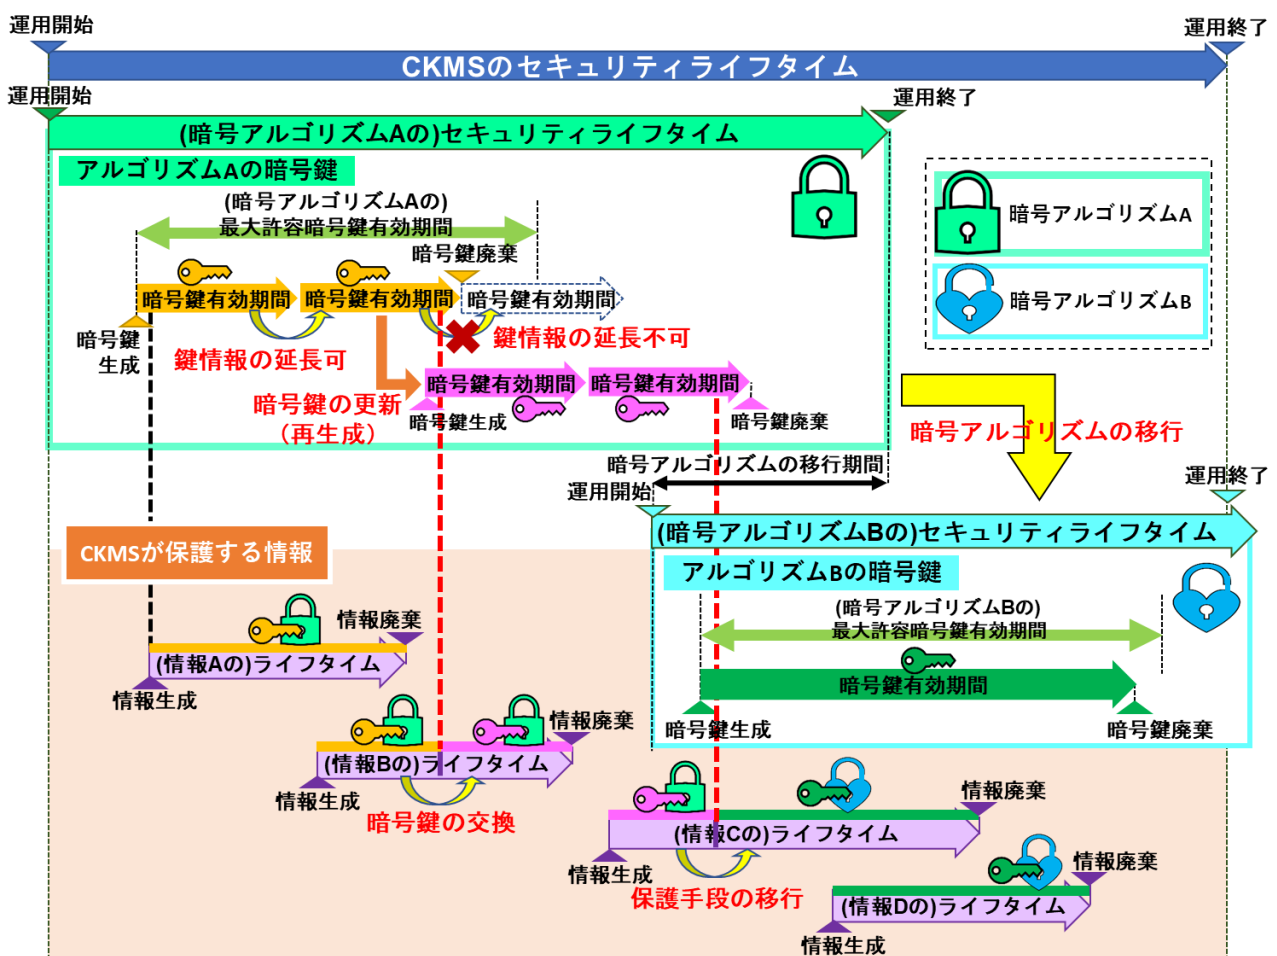 運用開始
運用終了
CKMSのセキュリティライフタイム
運用開始
運用終了
(暗号アルゴリズムAの)セキュリティライフタイム
アルゴリズムAの暗号鍵
(暗号アルゴリズムAの)
最大許容暗号鍵有効期間
暗号鍵廃棄
暗号鍵有効期間
暗号鍵有効期間
暗号鍵有効期間
暗号鍵
生成
鍵情報の延長可
鍵情報の延長不可
暗号鍵有効期間
暗号鍵有効期間
暗号鍵の更新
（再生成）
暗号鍵生成
暗号鍵廃棄
暗号アルゴリズムA
暗号アルゴリズムB
暗号アルゴリズムの移行
暗号アルゴリズムの移行期間
運用開始
運用終了
(暗号アルゴリズムBの)セキュリティライフタイム
アルゴリズムBの暗号鍵
(暗号アルゴリズムBの)
最大許容暗号鍵有効期間
暗号鍵有効期間
暗号鍵生成
暗号鍵廃棄
CKMSが保護する情報
情報廃棄
(情報Aの)ライフタイム
情報生成
情報廃棄
(情報Bの)ライフタイム
情報生成
暗号鍵の交換
情報廃棄
(情報Cの)ライフタイム
情報生成
保護手段の移行
情報廃棄
(情報Dの)ライフタイム
情報生成